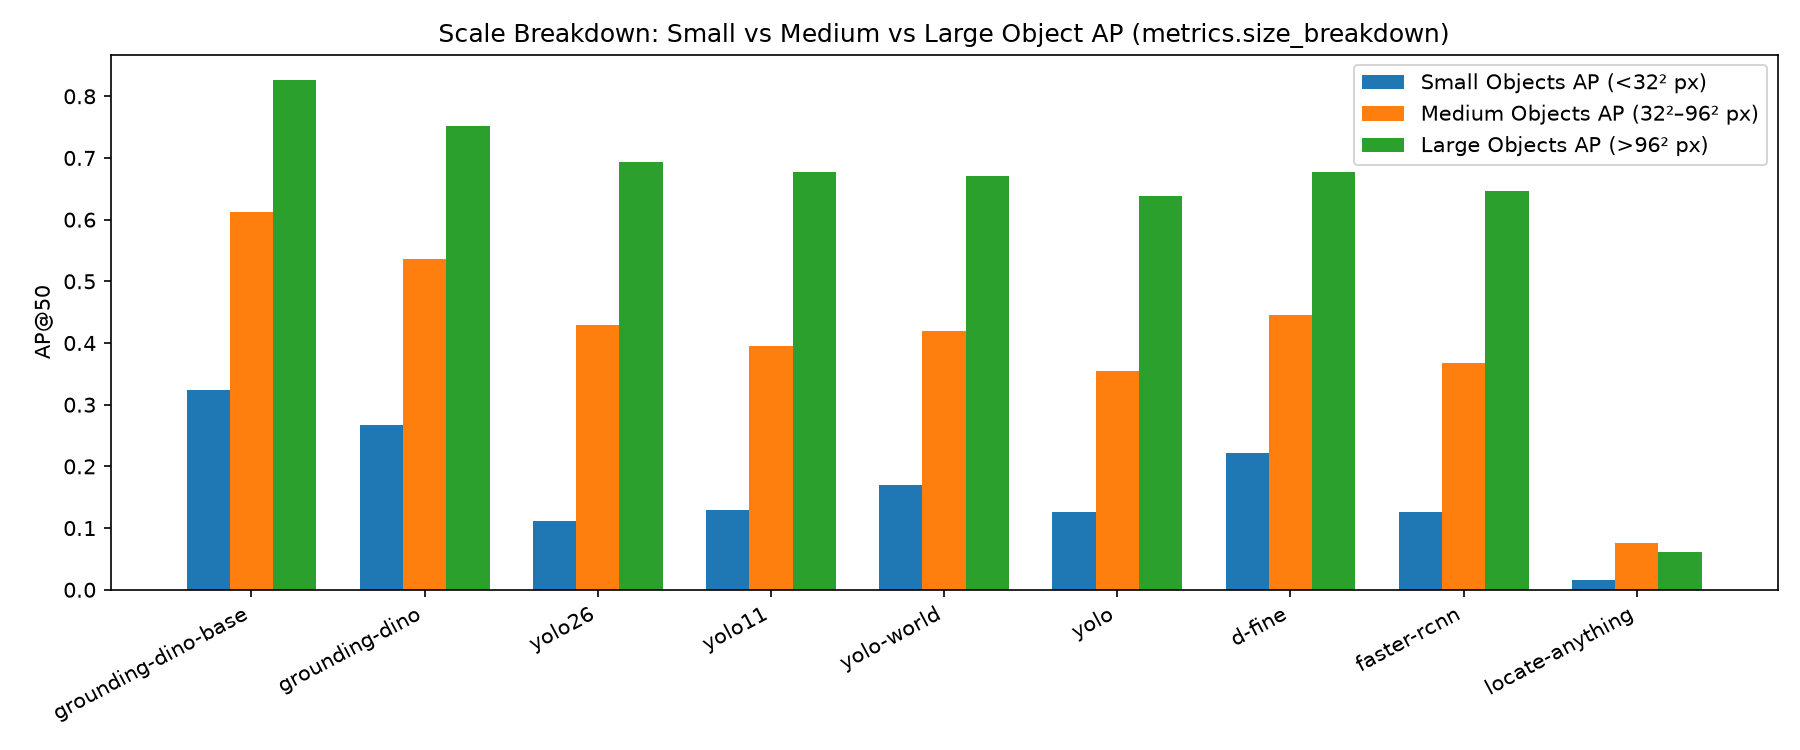 Scale Breakdown: Small vs Medium vs Large Object AP (metrics.size_breakdown)
Small Objects AP (<32² px)
Medium Objects AP (32²–96² px)
Large Objects AP (>96² px)
AP@50
0.8
0.7
0.6
0.5
0.4
0.3
0.2
0.1
0.0
grounding-dino-base
grounding-dino
yolo26
yolo11
yolo-world
yolo
d-fine
faster-rcnn
locate-anything